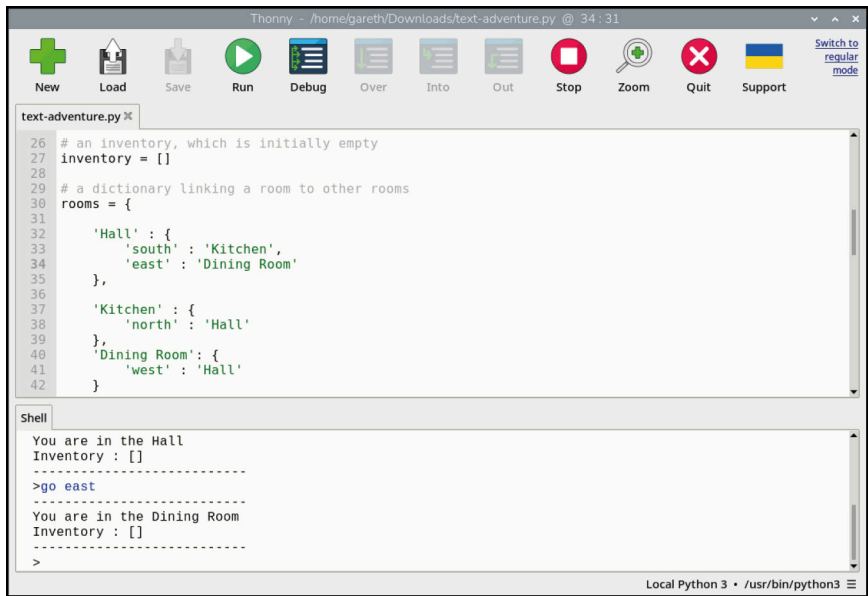 Thonny - /home/gareth/Downloads/text-adventure.py @ 34:31
New Load Save Run Debug Over Into Out Stop Zoom Quit Support
Switch to
regular
mode
text-adventure.py
26 # an inventory, which is initially empty
27 inventory = []
28
29 # a dictionary linking a room to other rooms
30 rooms = {
31
32     'Hall' : {
33         'south' : 'Kitchen',
34         'east' : 'Dining Room'
35     },
36
37     'Kitchen' : {
38         'north' : 'Hall'
39     },
40     'Dining Room': {
41         'west' : 'Hall'
42     }
Shell
You are in the Hall
Inventory : []
---------------------------
>go east
---------------------------
You are in the Dining Room
Inventory : []
---------------------------
>
Local Python 3 • /usr/bin/python3 ≡